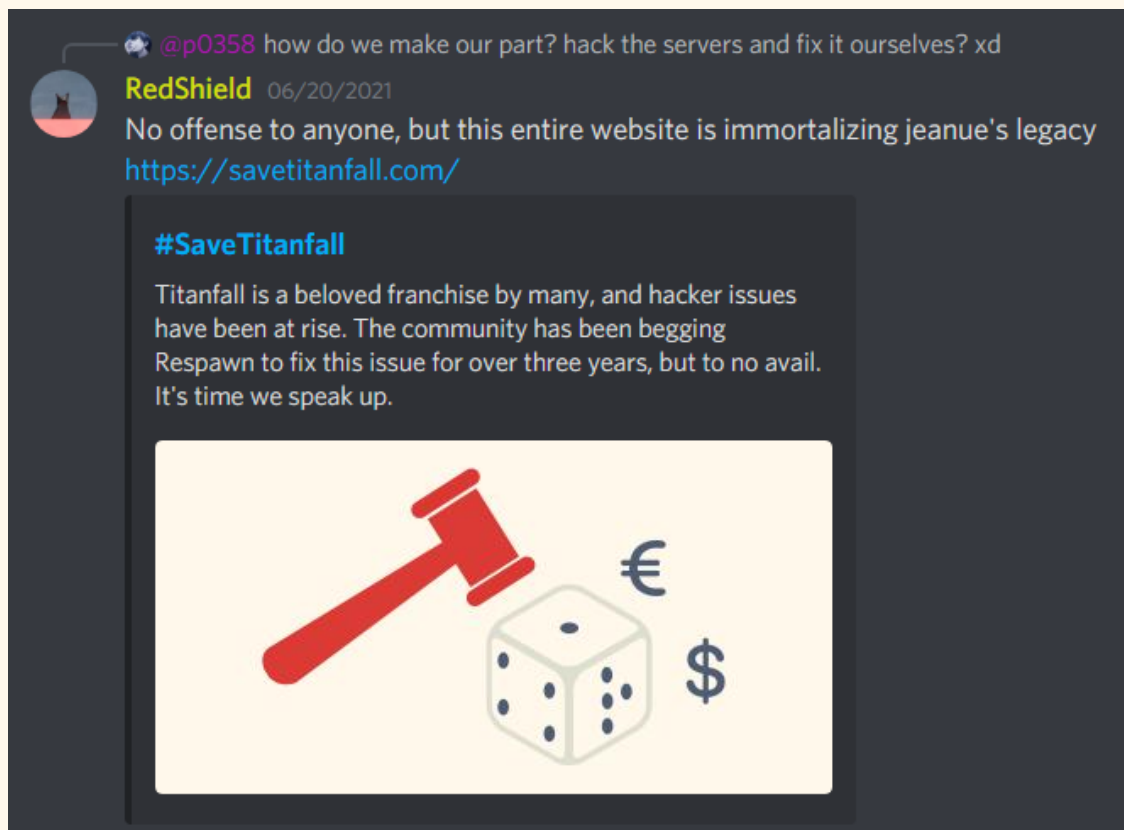 @p0358 how do we make our part? hack the servers and fix it ourselves? xd
RedShield 06/20/2021
No offense to anyone, but this entire website is immortalizing jeanue's legacy
https://savetitanfall.com/
#SaveTitanfall
Titanfall is a beloved franchise by many, and hacker issues
have been at rise. The community has been begging
Respawn to fix this issue for over three years, but to no avail.
It's time we speak up.
€
$